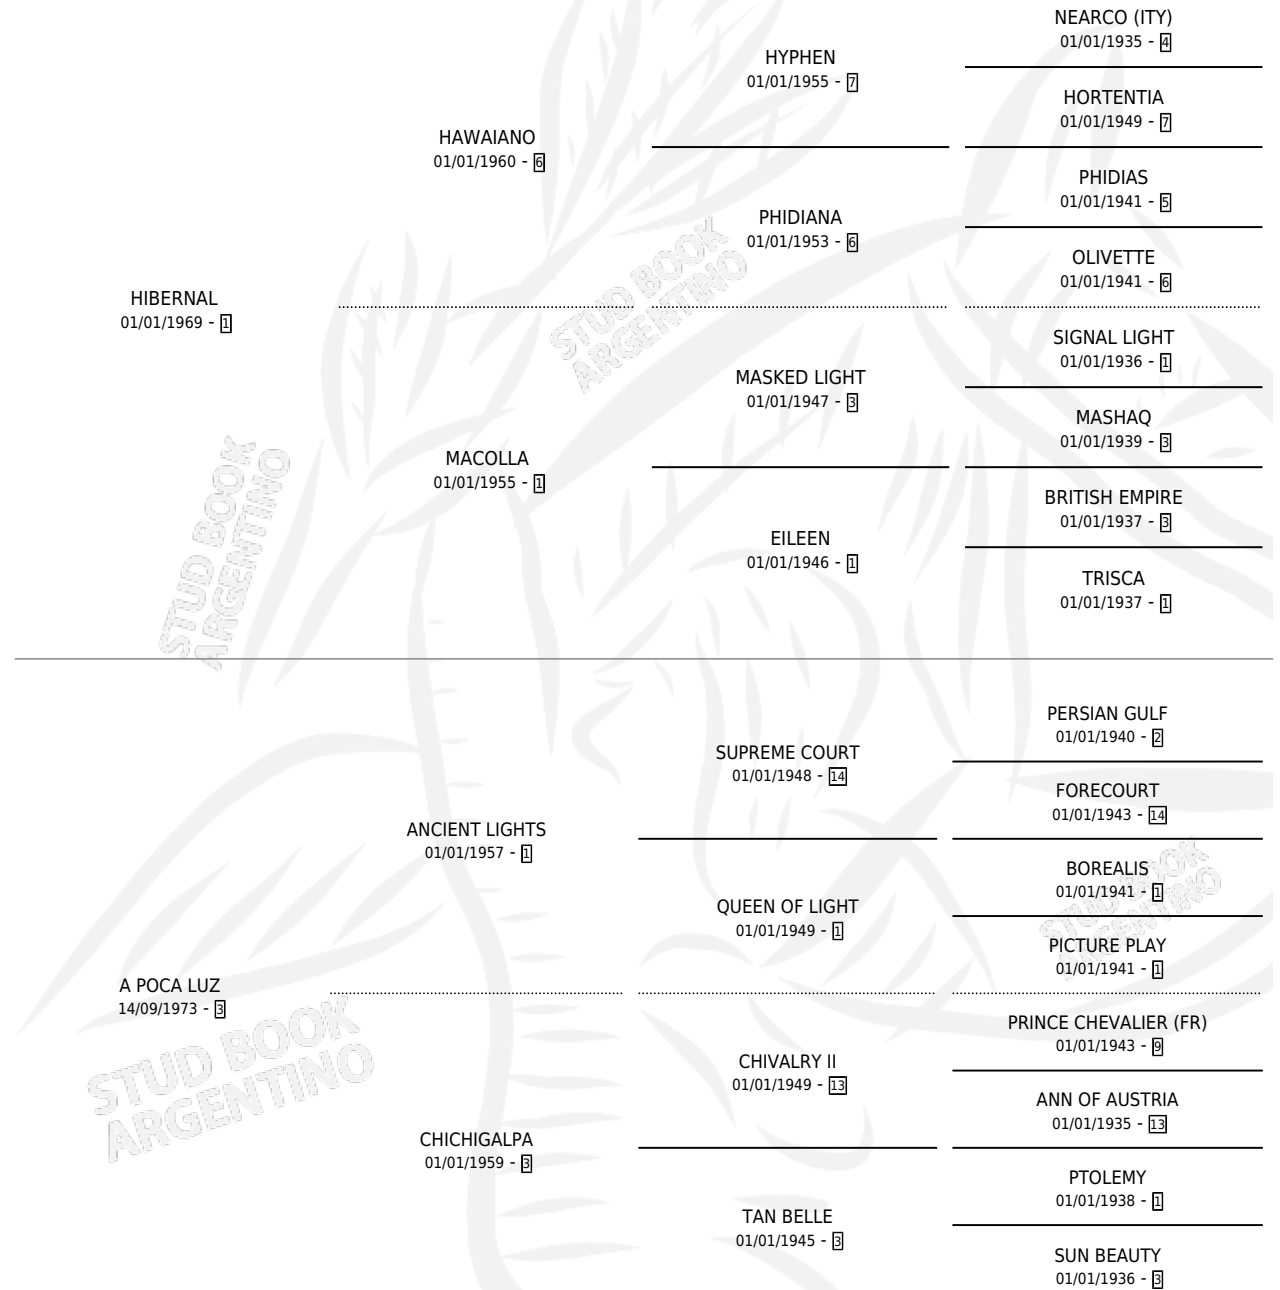 NEARCO (ITY)
01/01/1935 - 4
HYPHEN
01/01/1955 - 7
HORTENTIA
01/01/1949 - 7
HAWAIANO
01/01/1960 - 6
PHIDIAS
01/01/1941 - 5
PHIDIANA
01/01/1953 - 6
OLIVETTE
01/01/1941 - 6
HIBERNAL
01/01/1969 - 1
STUD BOOK
ARGENTINO
SIGNAL LIGHT
01/01/1936 - 1
MASKED LIGHT
01/01/1947 - 3
MASHAQ
01/01/1939 - 3
MACOLLA
01/01/1955 - 1
BRITISH EMPIRE
01/01/1937 - 3
EILEEN
01/01/1946 - 1
TRISCA
01/01/1937 - 1
STUD BOOK
ARGENTINO
PERSIAN GULF
01/01/1940 - 2
SUPREME COURT
01/01/1948 - 14
FORECOURT
01/01/1943 - 14
ANCIENT LIGHTS
01/01/1957 - 1
BOREALIS
01/01/1941 - 1
QUEEN OF LIGHT
01/01/1949 - 1
STUD BOOK
ARGENTINO
PICTURE PLAY
01/01/1941 - 1
A POCA LUZ
14/09/1973 - 3
PRINCE CHEVALIER (FR)
01/01/1943 - 9
CHIVALRY II
01/01/1949 - 13
STUD BOOK
ARGENTINO
ANN OF AUSTRIA
01/01/1935 - 13
CHICHIGALPA
01/01/1959 - 3
PTOLEMY
01/01/1938 - 1
TAN BELLE
01/01/1945 - 3
SUN BEAUTY
01/01/1936 - 3